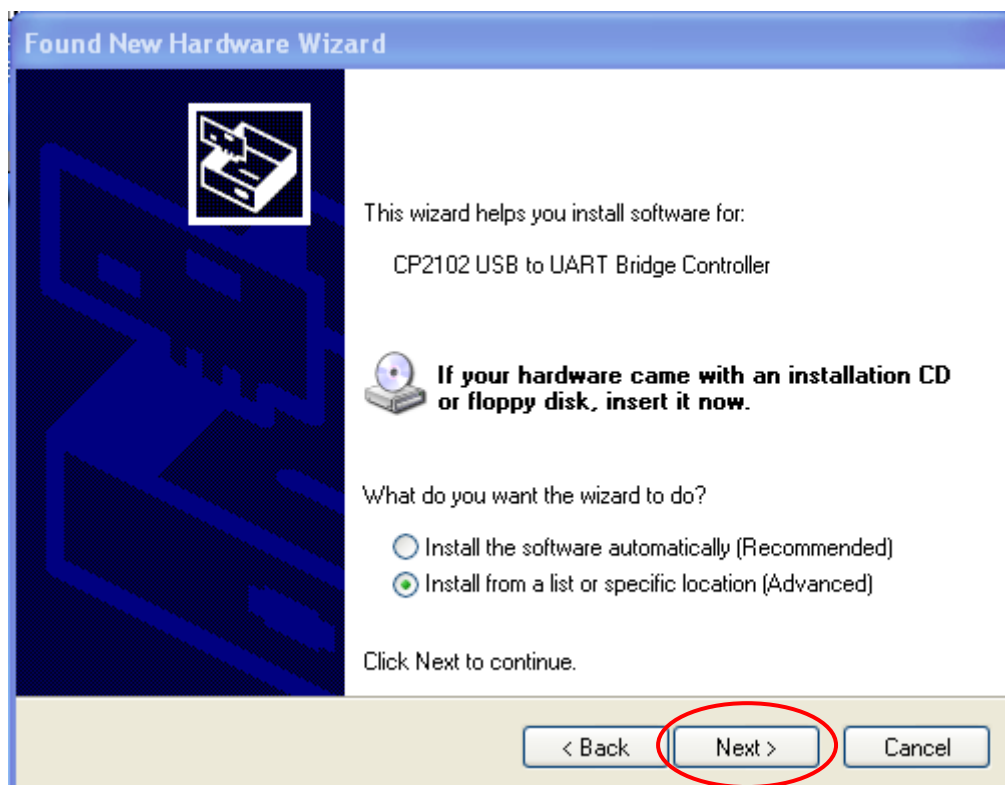 Found New Hardware Wizard
This wizard helps you install software for:
CP2102 USB to UART Bridge Controller
If your hardware came with an installation CD
or floppy disk, insert it now.
What do you want the wizard to do?
Install the software automatically (Recommended)
Install from a list or specific location (Advanced)
Click Next to continue.
< Back Next > Cancel